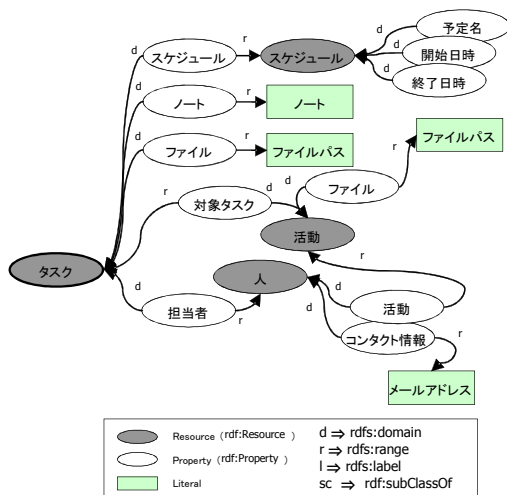 予定名
d
d r d
スケジュール スケジュール 開始日時
d
終了日時
d r
ノート ノート
d r
ファイル ファイルパス ファイルパス
d r
ファイル
r d
対象タスク
活動
r
タスク 人
d d
活動
担当者 r d
コンタクト情報 r
メールアドレス
Resource (rdf:Resource ) d ⇒ rdfs:domain
r ⇒ rdfs:range
Property (rdf:Property) l ⇒ rdfs:label
Literal sc ⇒ rdf:subClassOf